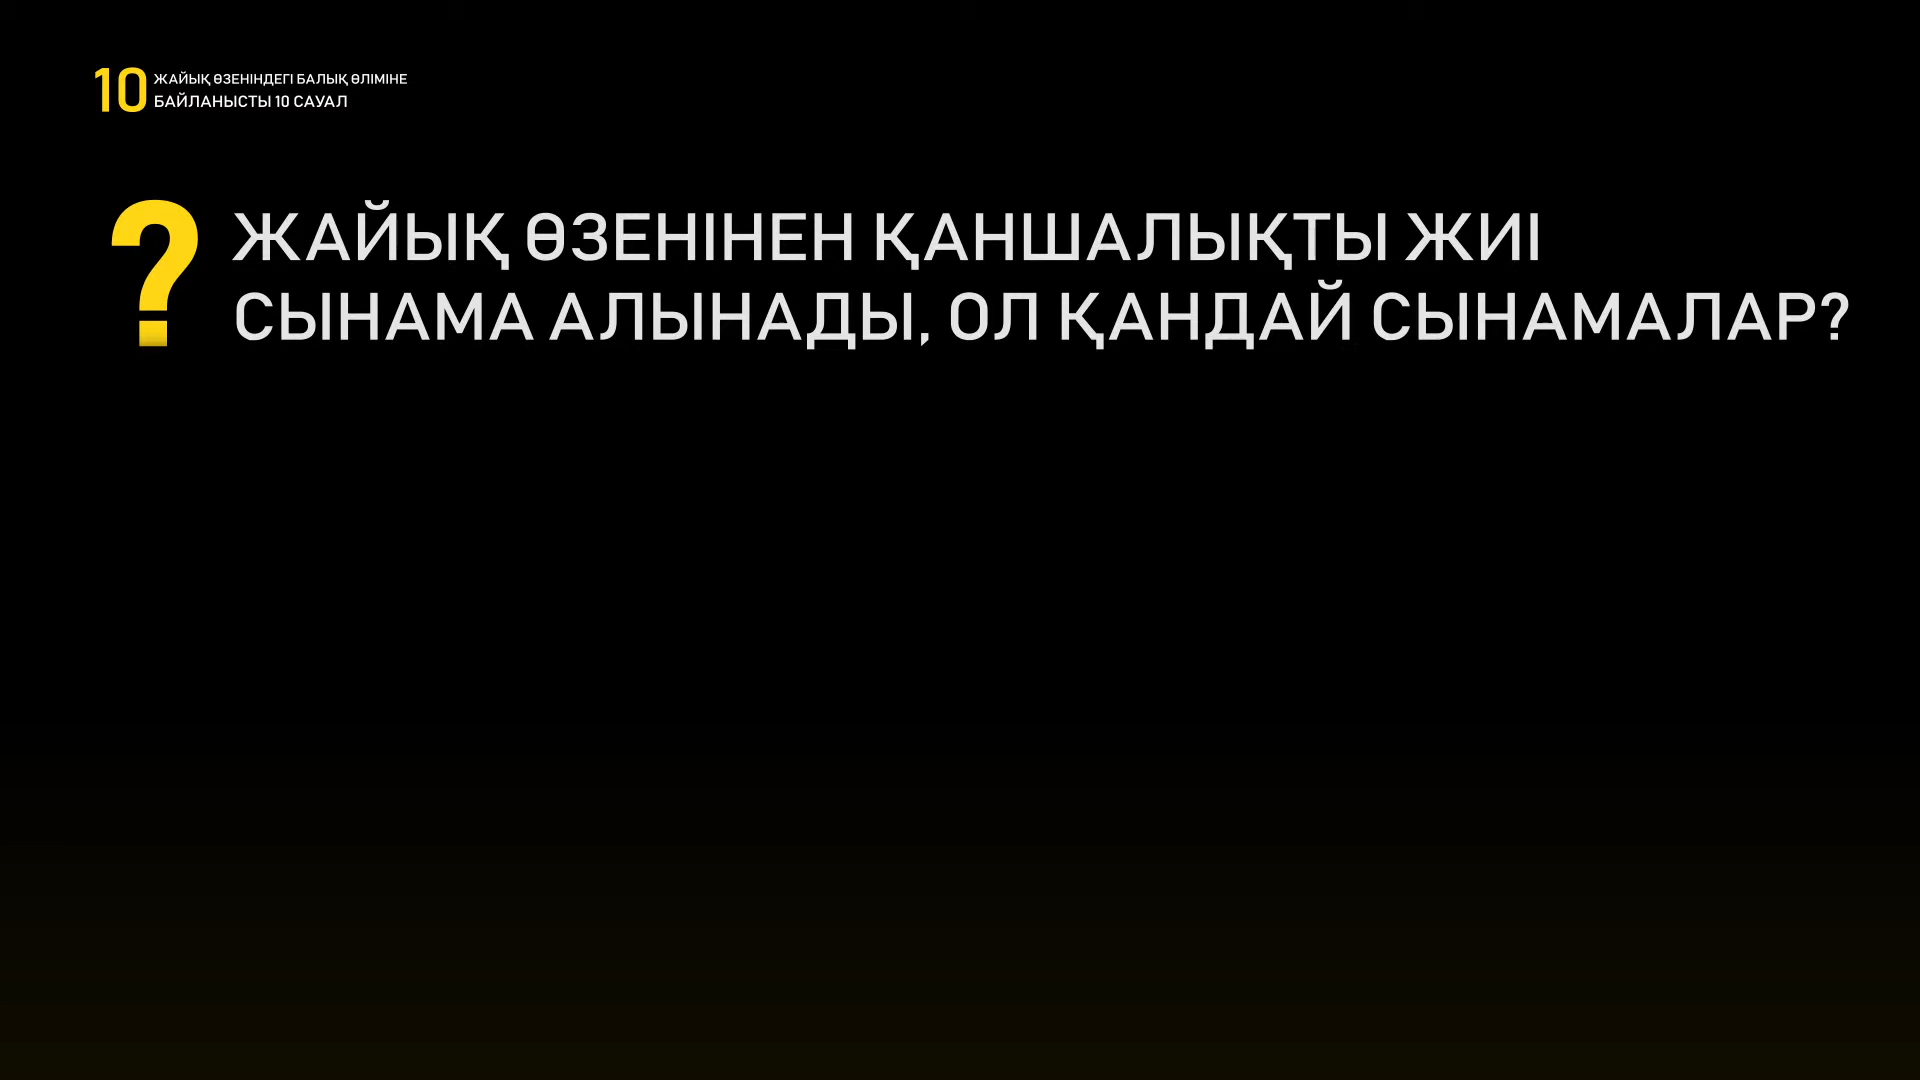 10
ЖАЙЫҚ ӨЗЕНІНДЕГІ БАЛЫҚ ӨЛІМІНЕ
БАЙЛАНЫСТЫ 10 САУАЛ
?
ЖАЙЫҚ ӨЗЕНІНЕН ҚАНШАЛЫҚТЫ ЖИІ
СЫНАМА АЛЫНАДЫ, ОЛ ҚАНДАЙ СЫНАМАЛАР?